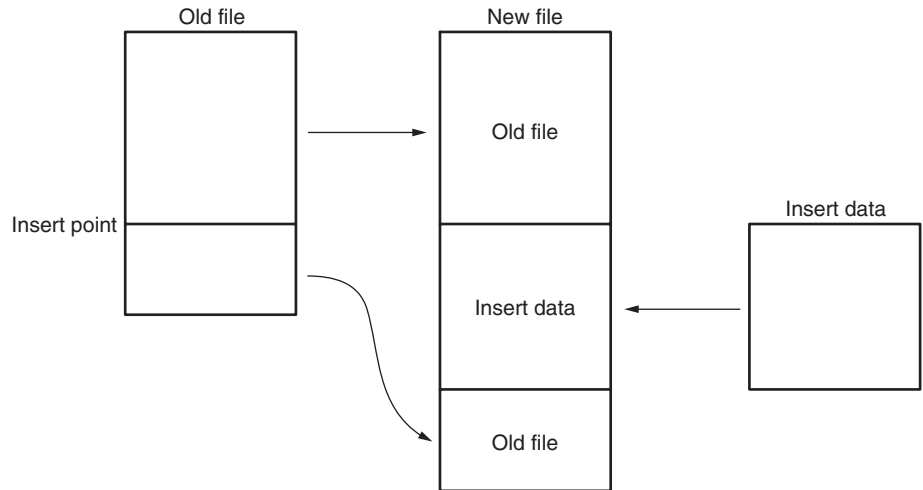 Old file
New file
Old file
Insert point
Insert data
Insert data
Old file